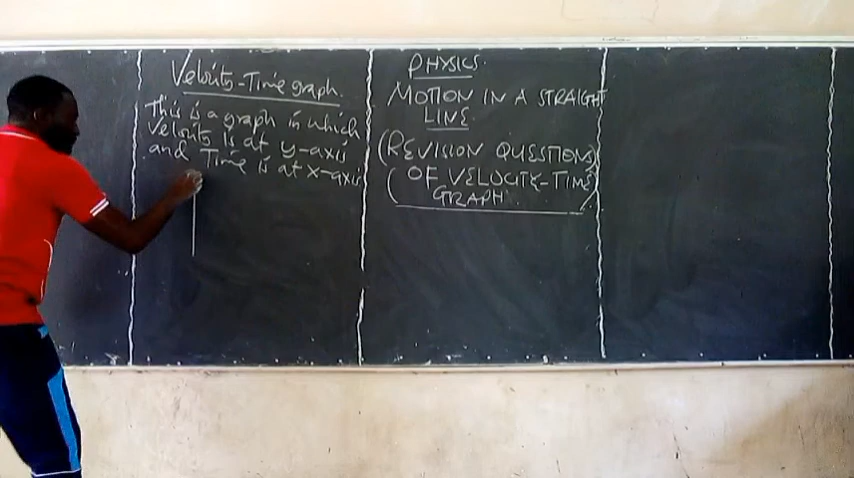 Velocity-Time graph.
This is a graph in which
Velocity is at y-axis
and Time is at x-axis
PHYSICS.
MOTION IN A STRAIGHT
LINE
(REVISION QUESTIONS)
(OF VELOCITY-TIME
GRAPH.)